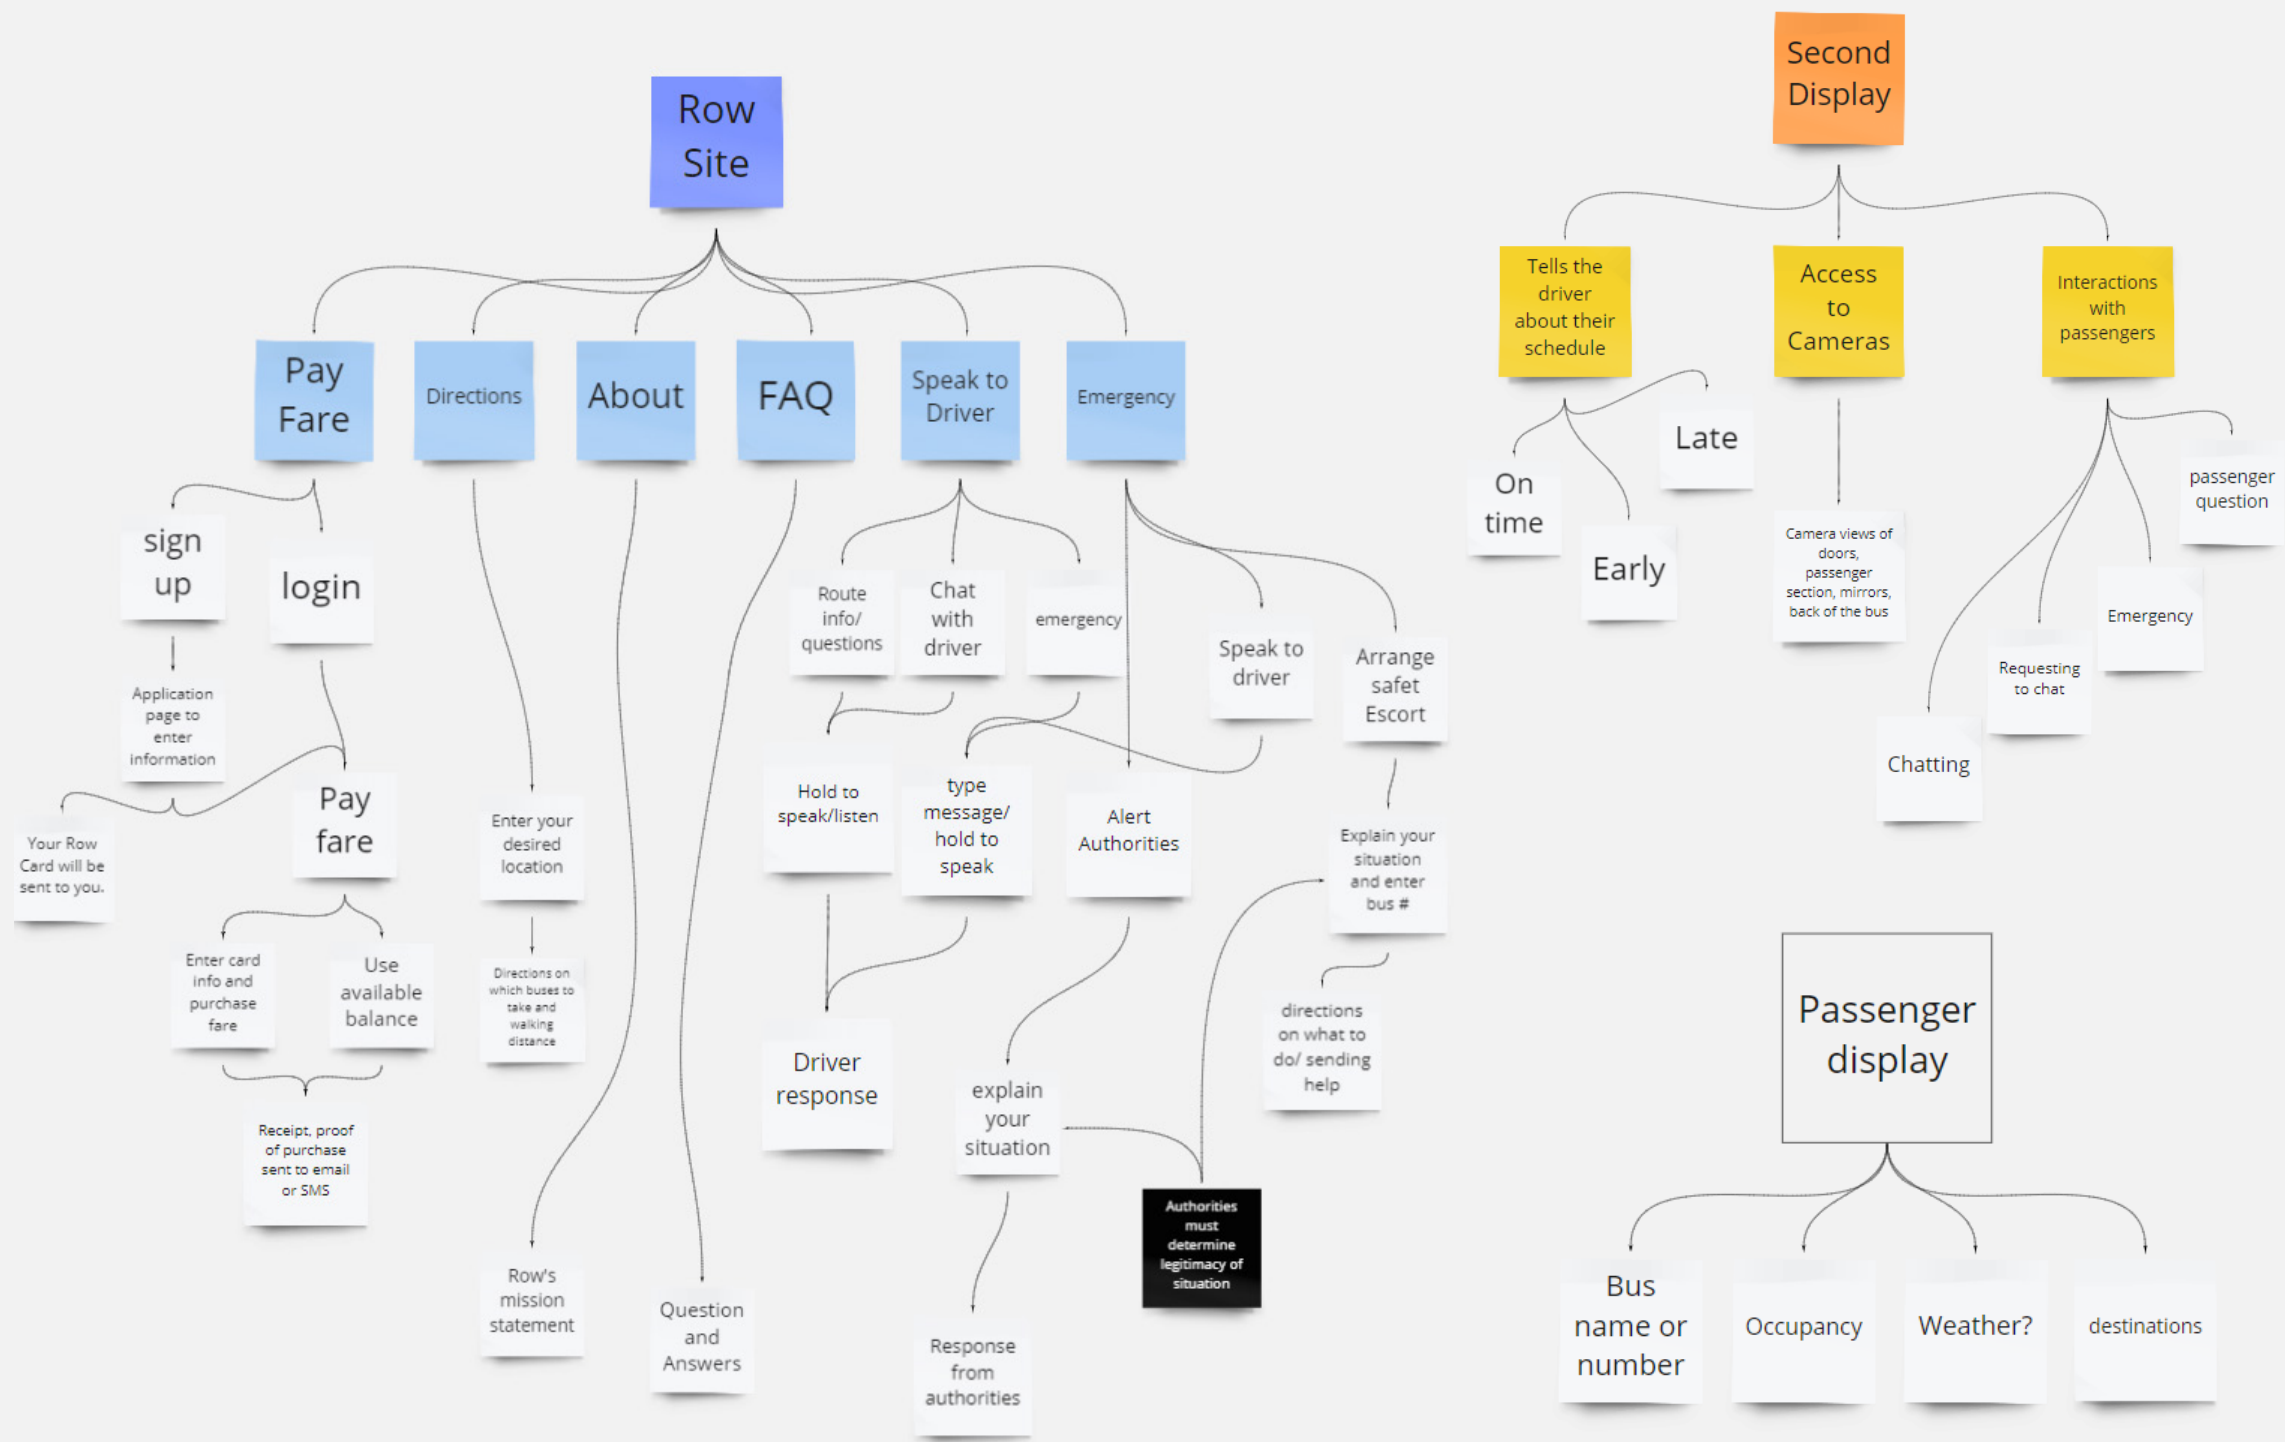 Row
Site
Pay
Fare
Directions
About
FAQ
Speak to
Driver
Emergency
sign
up
login
Application
page to
enter
information
Your Row
Card will be
sent to you.
Pay
fare
Enter card
info and
purchase
fare
Use
available
balance
Receipt, proof
of purchase
sent to email
or SMS
Enter your
desired
location
Directions on
which buses to
take and
walking
distance
Row's
mission
statement
Question
and
Answers
Route
info/
questions
Chat
with
driver
emergency
Hold to
speak/listen
type
message/
hold to
speak
Driver
response
Alert
Authorities
Speak to
driver
Arrange
safet
Escort
Explain your
situation
and enter
bus #
directions
on what to
do/ sending
help
explain
your
situation
Authorities
must
determine
legitimacy of
situation
Response
from
authorities
Second
Display
Tells the
driver
about their
schedule
Access
to
Cameras
Interactions
with
passengers
On
time
Early
Late
Camera views of
doors,
passenger
section, mirrors,
back of the bus
Chatting
Requesting
to chat
Emergency
passenger
question
Passenger
display
Bus
name or
number
Occupancy
Weather?
destinations